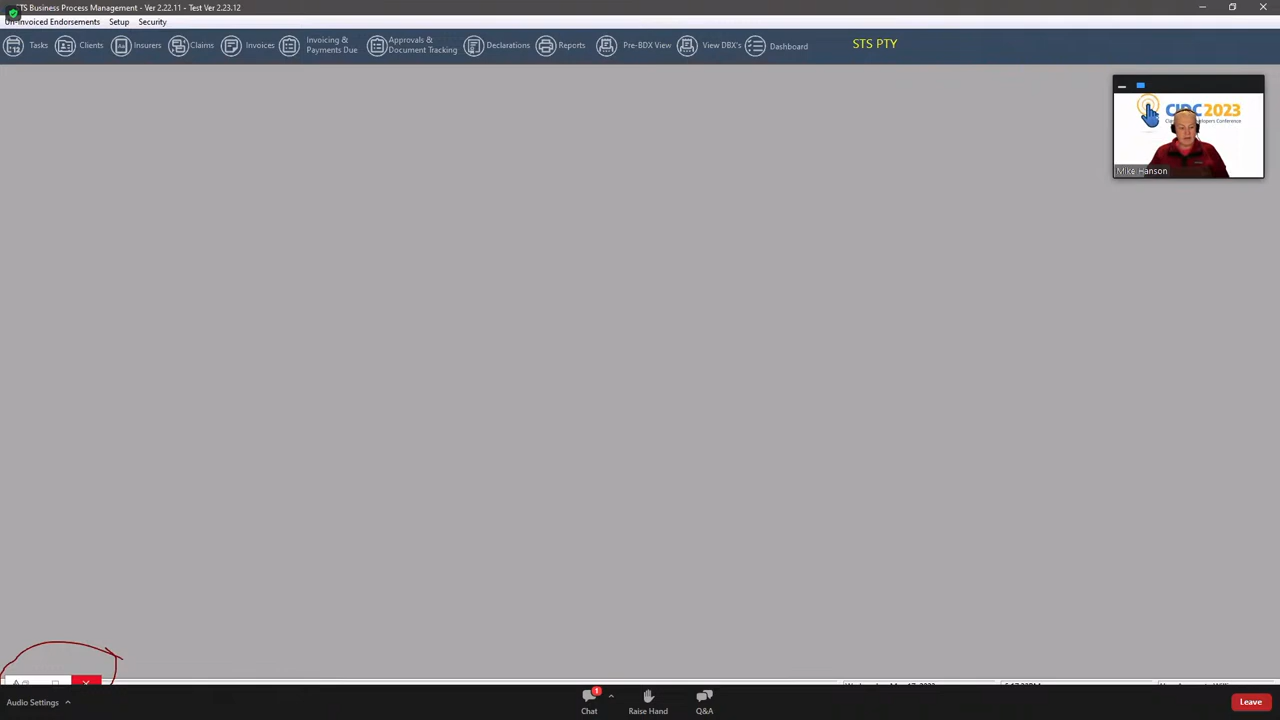 STS Business Process Management - Ver 2.22.11 - Test Ver 2.23.12
Un-Invoiced Endorsements Setup Security
Tasks Clients Insurers Claims Invoices Invoicing & Payments Due Approvals & Document Tracking Declarations Reports Pre-BDX View View DBX's Dashboard STS PTY
CIDC 2023
Mike Hanson
Audio Settings Chat 1 Raise Hand Q&A Leave